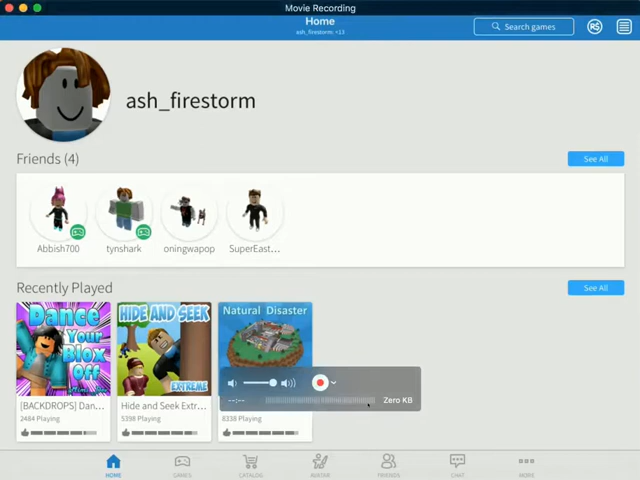 Movie Recording
Home
ash_firestorm: <13
Search games
R$
ash_firestorm
Friends (4)
See All
Abbish700
tynshark
oningwapop
SuperEast...
Recently Played
See All
Dance Your Blox Off
HIDE AND SEEK
EXTREME
Natural Disaster
--:--
Zero KB
[BACKDROPS] Dan...
Hide and Seek Extr...
2484 Playing
5398 Playing
8338 Playing
HOME
GAMES
CATALOG
AVATAR
FRIENDS
CHAT
MORE